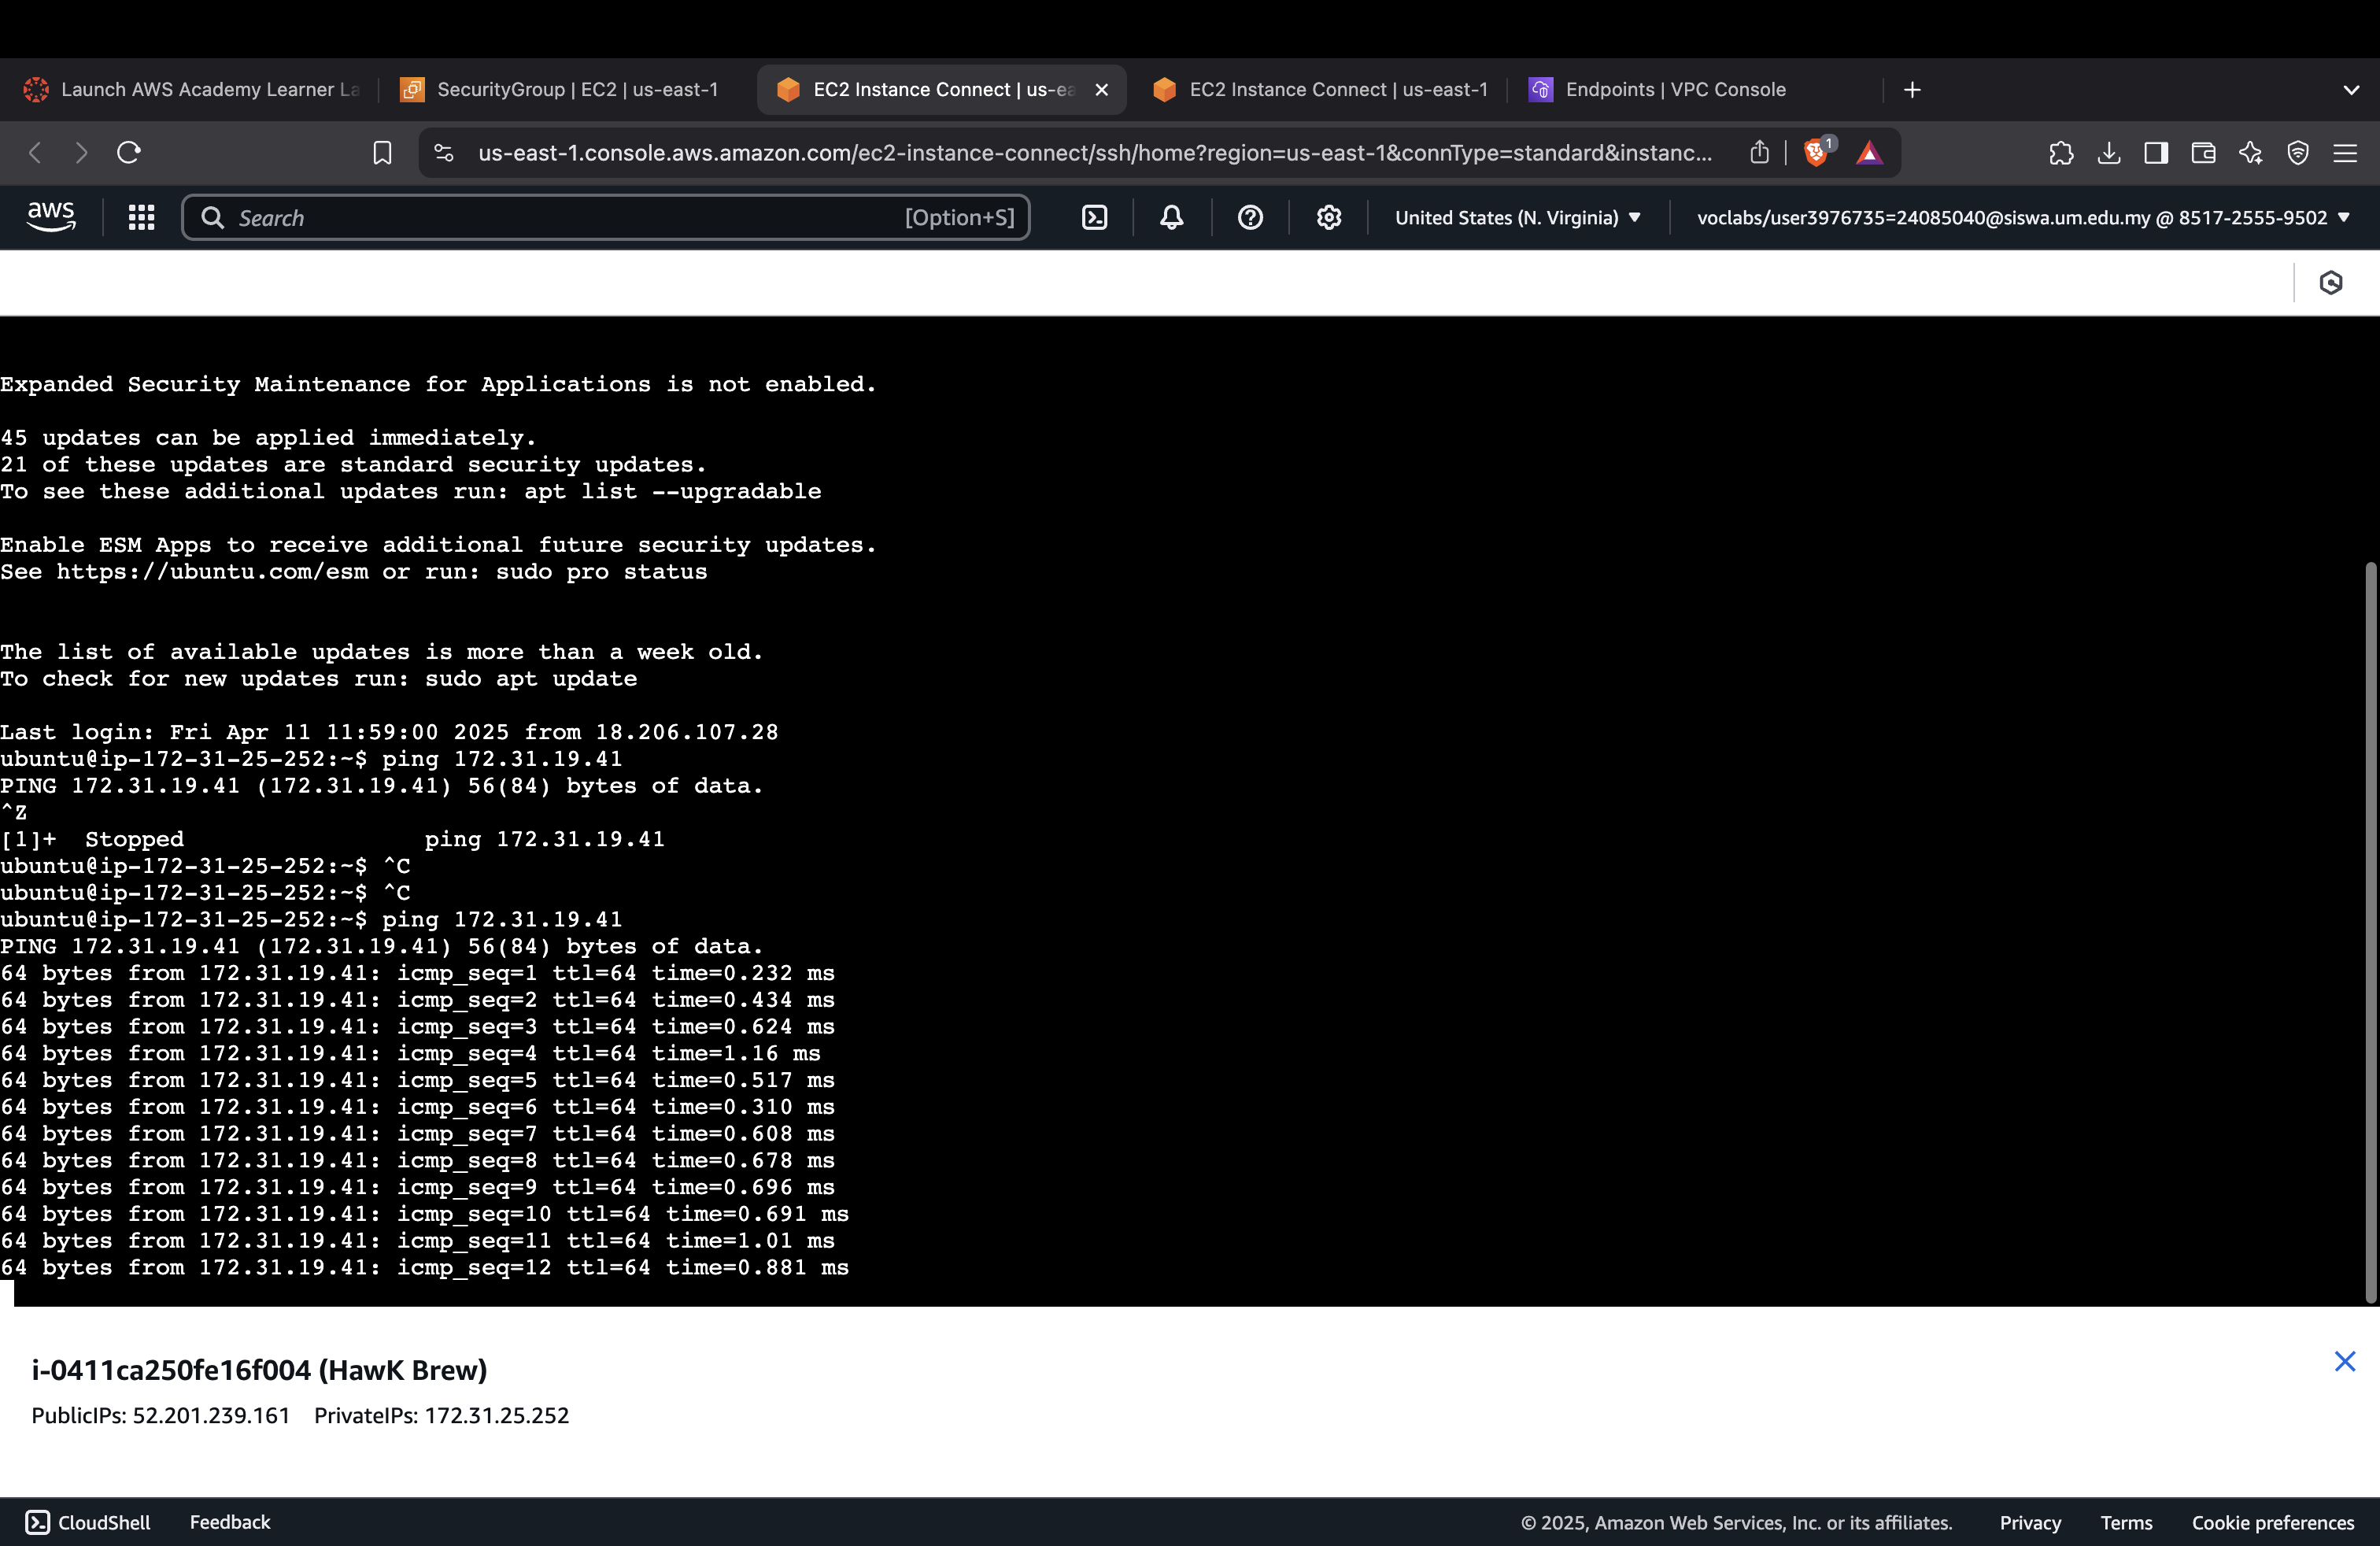 Launch AWS Academy Learner La
SecurityGroup | EC2 | us-east-1
EC2 Instance Connect | us-ea
EC2 Instance Connect | us-east-1
Endpoints | VPC Console
us-east-1.console.aws.amazon.com/ec2-instance-connect/ssh/home?region=us-east-1&connType=standard&instanc...
1
aws
Search
[Option+S]
United States (N. Virginia)
voclabs/user3976735=24085040@siswa.um.edu.my @ 8517-2555-9502
Expanded Security Maintenance for Applications is not enabled.
45 updates can be applied immediately.
21 of these updates are standard security updates.
To see these additional updates run: apt list --upgradable
Enable ESM Apps to receive additional future security updates.
See https://ubuntu.com/esm or run: sudo pro status
The list of available updates is more than a week old.
To check for new updates run: sudo apt update
Last login: Fri Apr 11 11:59:00 2025 from 18.206.107.28
ubuntu@ip-172-31-25-252:~$ ping 172.31.19.41
PING 172.31.19.41 (172.31.19.41) 56(84) bytes of data.
^Z
[1]+  Stopped                 ping 172.31.19.41
ubuntu@ip-172-31-25-252:~$ ^C
ubuntu@ip-172-31-25-252:~$ ^C
ubuntu@ip-172-31-25-252:~$ ping 172.31.19.41
PING 172.31.19.41 (172.31.19.41) 56(84) bytes of data.
64 bytes from 172.31.19.41: icmp_seq=1 ttl=64 time=0.232 ms
64 bytes from 172.31.19.41: icmp_seq=2 ttl=64 time=0.434 ms
64 bytes from 172.31.19.41: icmp_seq=3 ttl=64 time=0.624 ms
64 bytes from 172.31.19.41: icmp_seq=4 ttl=64 time=1.16 ms
64 bytes from 172.31.19.41: icmp_seq=5 ttl=64 time=0.517 ms
64 bytes from 172.31.19.41: icmp_seq=6 ttl=64 time=0.310 ms
64 bytes from 172.31.19.41: icmp_seq=7 ttl=64 time=0.608 ms
64 bytes from 172.31.19.41: icmp_seq=8 ttl=64 time=0.678 ms
64 bytes from 172.31.19.41: icmp_seq=9 ttl=64 time=0.696 ms
64 bytes from 172.31.19.41: icmp_seq=10 ttl=64 time=0.691 ms
64 bytes from 172.31.19.41: icmp_seq=11 ttl=64 time=1.01 ms
64 bytes from 172.31.19.41: icmp_seq=12 ttl=64 time=0.881 ms
i-0411ca250fe16f004 (HawK Brew)
PublicIPs: 52.201.239.161    PrivateIPs: 172.31.25.252
CloudShell
Feedback
© 2025, Amazon Web Services, Inc. or its affiliates.
Privacy
Terms
Cookie preferences